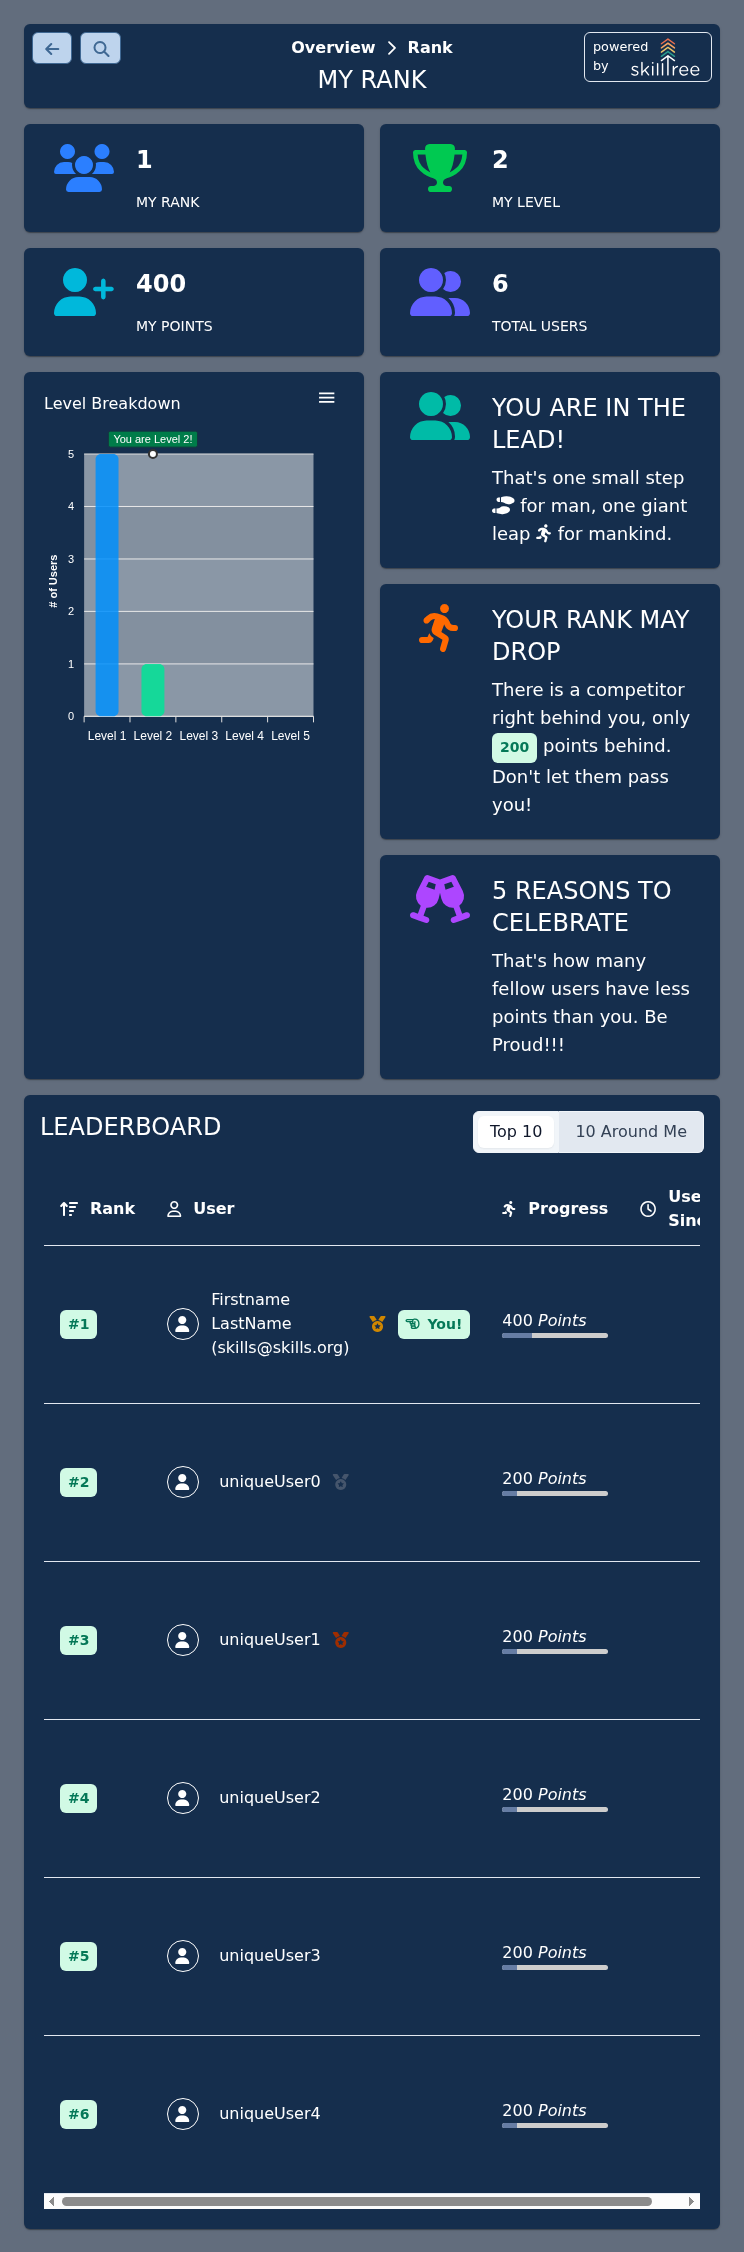 Overview > Rank
MY RANK
powered
by
skilltree
1
MY RANK
2
MY LEVEL
400
MY POINTS
6
TOTAL USERS
Level Breakdown
You are Level 2!
5
4
3
2
1
0
# of Users
Level 1 Level 2 Level 3 Level 4 Level 5
YOU ARE IN THE
LEAD!
That's one small step
for man, one giant
leap for mankind.
YOUR RANK MAY
DROP
There is a competitor
right behind you, only
200 points behind.
Don't let them pass
you!
5 REASONS TO
CELEBRATE
That's how many
fellow users have less
points than you. Be
Proud!!!
LEADERBOARD
Top 10
10 Around Me
Rank
User
Progress
#1
Firstname
LastName
(skills@skills.org)
You!
400 Points
#2
uniqueUser0
200 Points
#3
uniqueUser1
200 Points
#4
uniqueUser2
200 Points
#5
uniqueUser3
200 Points
#6
uniqueUser4
200 Points